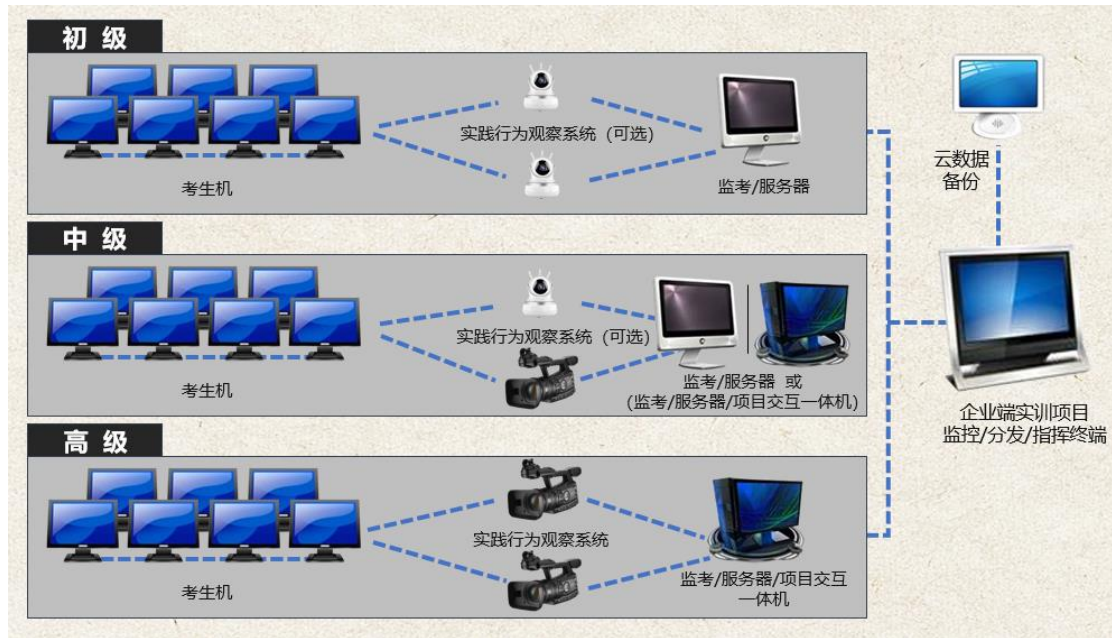 初 级
实践行为观察系统 (可选)
考生机
监考/服务器
云数据
备份
中 级
实践行为观察系统 (可选)
考生机
监考/服务器 或
(监考/服务器/项目交互一体机)
企业端实训项目
监控/分发/指挥终端
高 级
实践行为观察系统
考生机
监考/服务器/项目交互
一体机